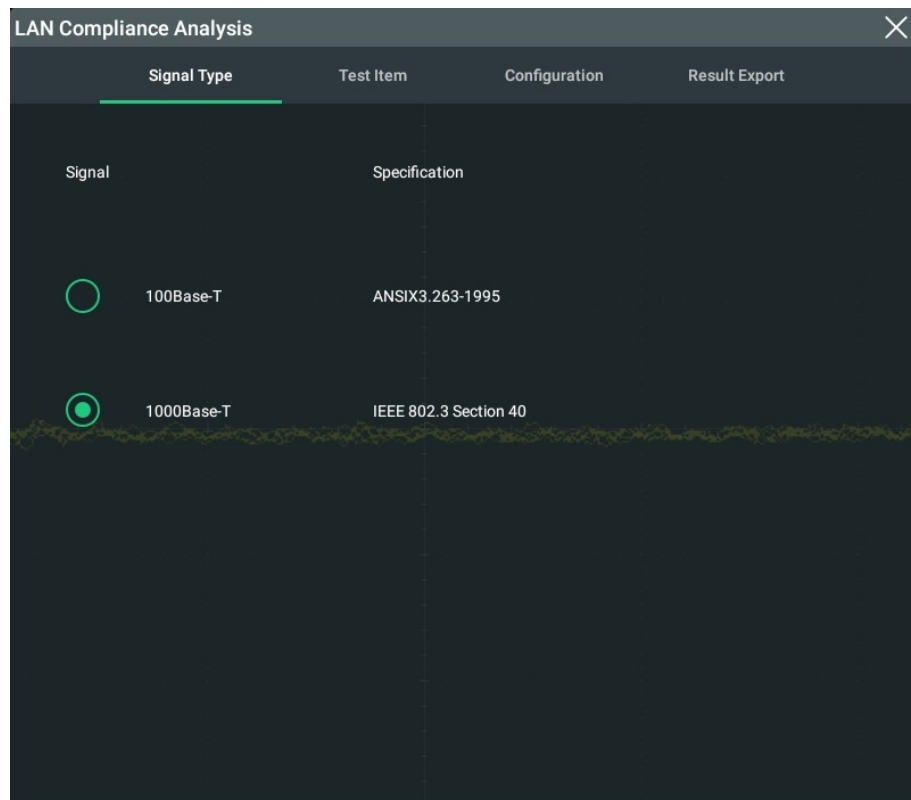 LAN Compliance Analysis
Signal Type Test Item Configuration Result Export
Signal Specification
100Base-T ANSIX3.263-1995
1000Base-T IEEE 802.3 Section 40